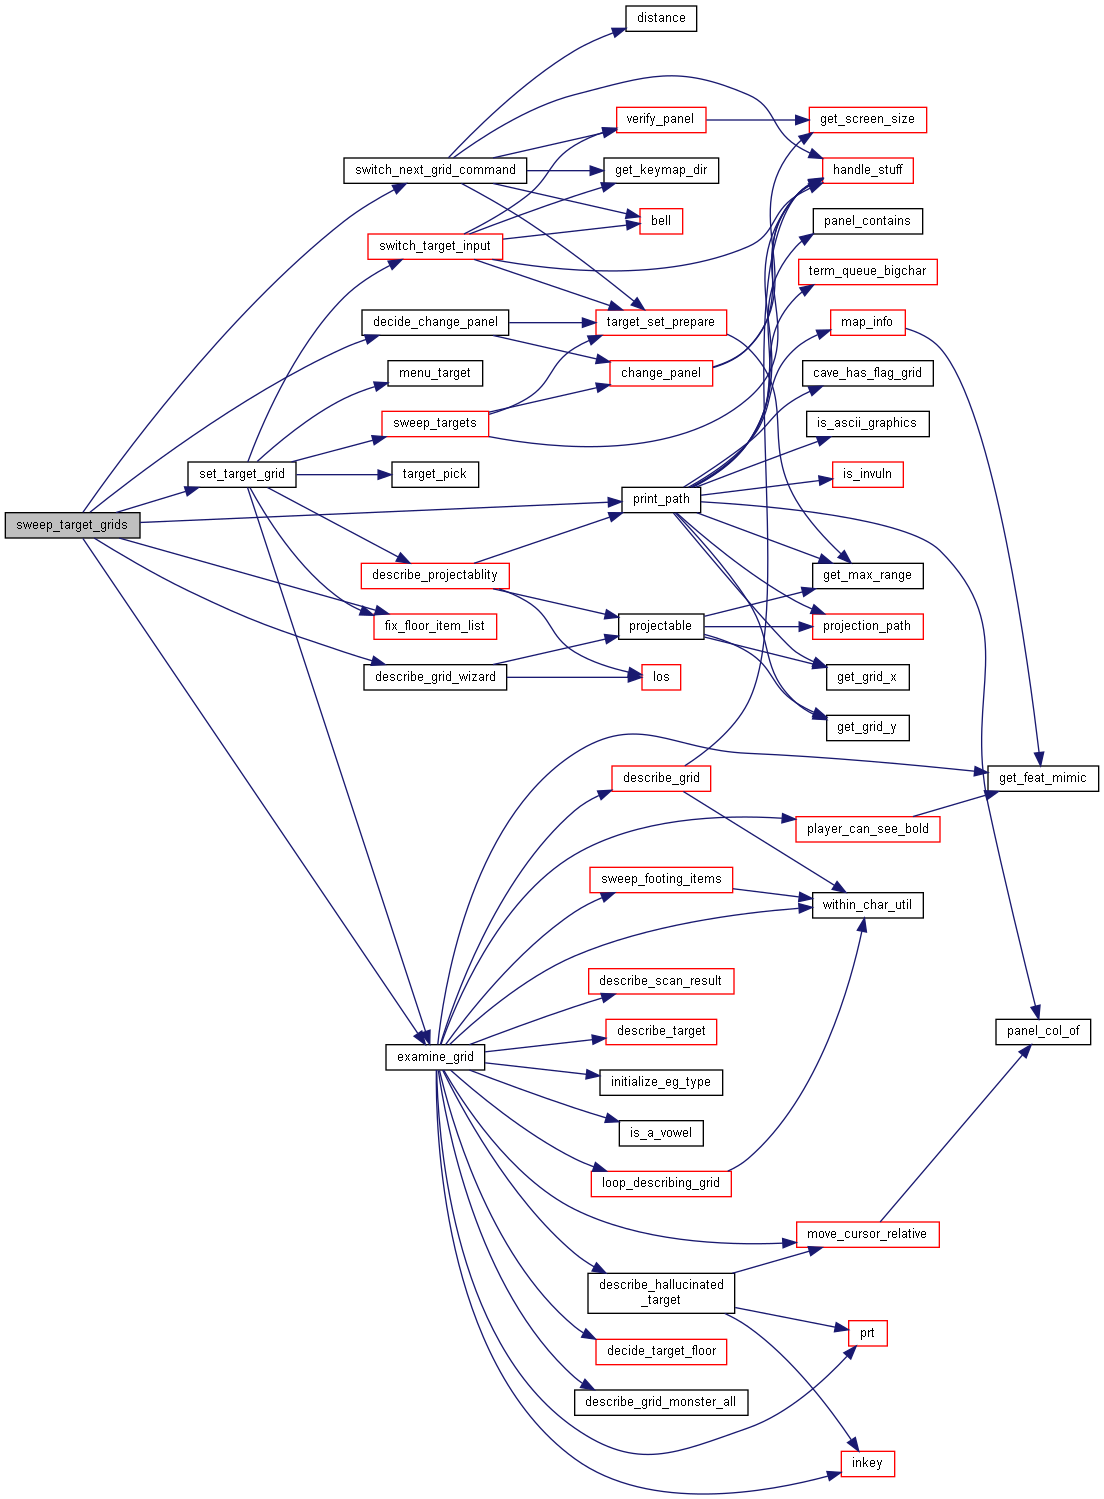 distance
verify_panel
get_screen_size
switch_next_grid_command
get_keymap_dir
handle_stuff
bell
panel_contains
switch_target_input
term_queue_bigchar
decide_change_panel
target_set_prepare
map_info
menu_target
change_panel
cave_has_flag_grid
sweep_targets
is_ascii_graphics
set_target_grid
target_pick
is_invuln
print_path
sweep_target_grids
describe_projectablity
get_max_range
fix_floor_item_list
projectable
projection_path
describe_grid_wizard
los
get_grid_x
get_grid_y
describe_grid
get_feat_mimic
player_can_see_bold
sweep_footing_items
within_char_util
describe_scan_result
describe_target
panel_col_of
examine_grid
initialize_eg_type
is_a_vowel
loop_describing_grid
move_cursor_relative
describe_hallucinated
_target
prt
decide_target_floor
describe_grid_monster_all
inkey